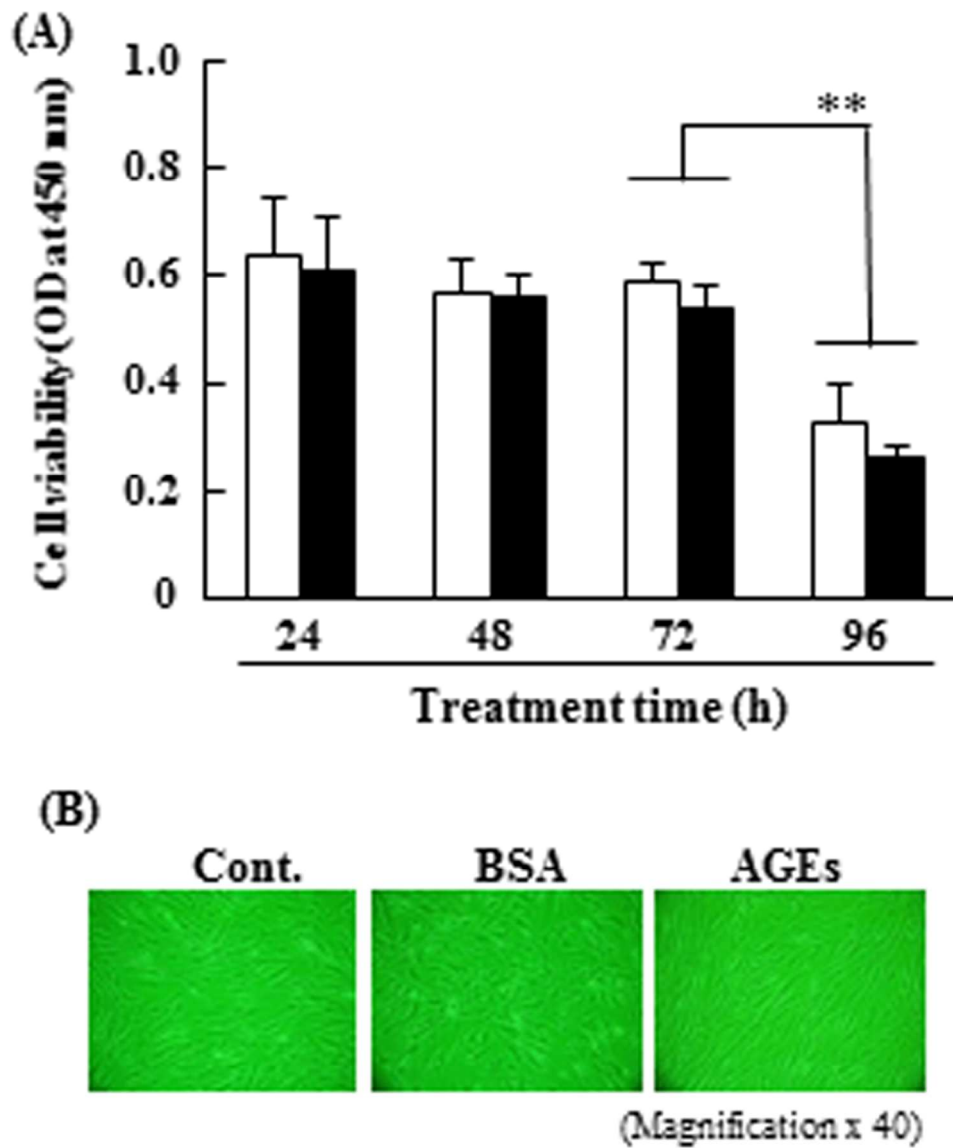 (A)
Cell viability (OD at 450 nm)
1.0
0.8
0.6
0.4
0.2
0
**
24 48 72 96
Treatment time (h)
(B)
Cont. BSA AGEs
(Magnification x 40)